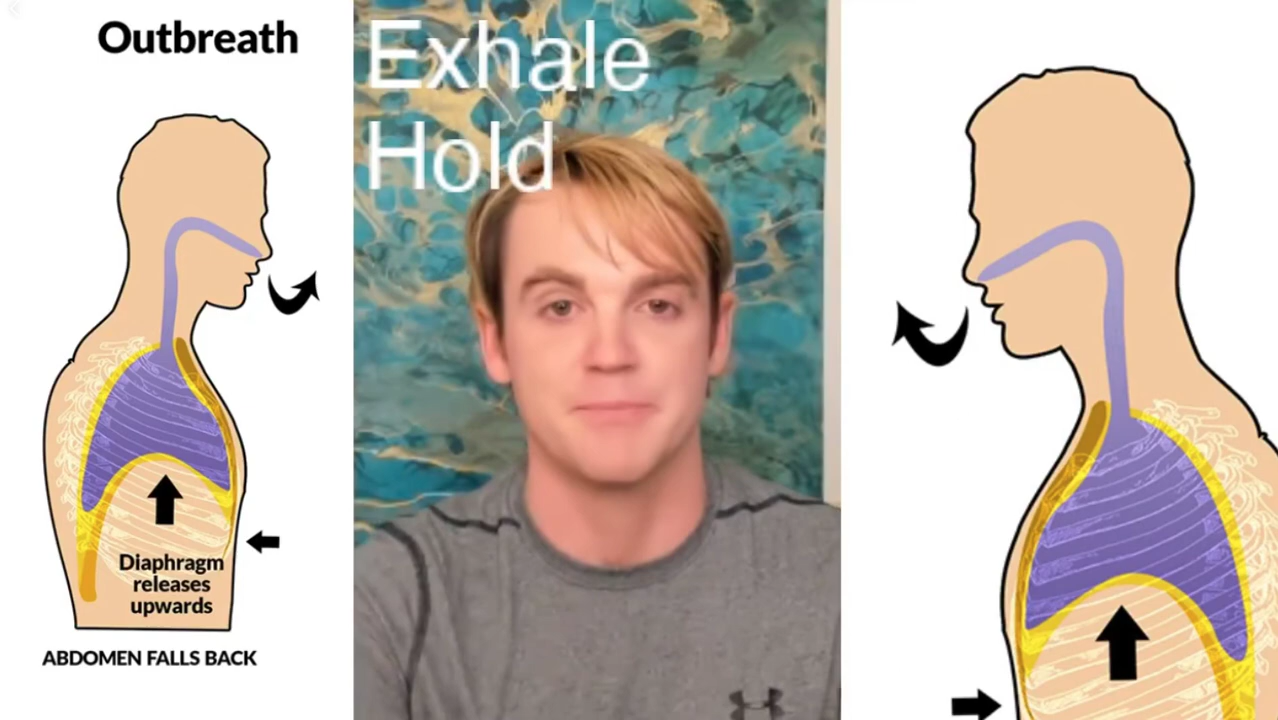 Outbreath
Exhale
Hold
Diaphragm
releases
upwards
ABDOMEN FALLS BACK